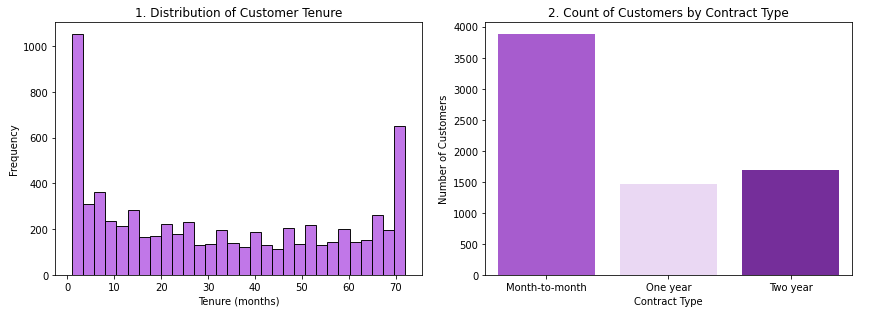 1. Distribution of Customer Tenure
1000
800
600
400
200
0
Frequency
0 10 20 30 40 50 60 70
Tenure (months)
2. Count of Customers by Contract Type
4000
3500
3000
2500
2000
1500
1000
500
0
Number of Customers
Month-to-month One year Two year
Contract Type